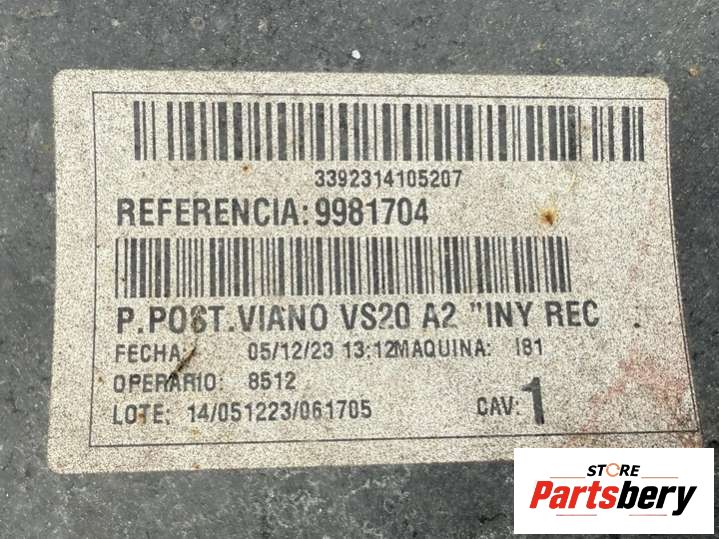 3392314105207
REFERENCIA: 9981704
P.POST.VIANO VS20 A2 "INY REC .
FECHA: 05/12/23 13:12MAQUINA: I81
OPERARIO: 8512
LOTE: 14/051223/061705 CAV: 1
STORE
Partsbery